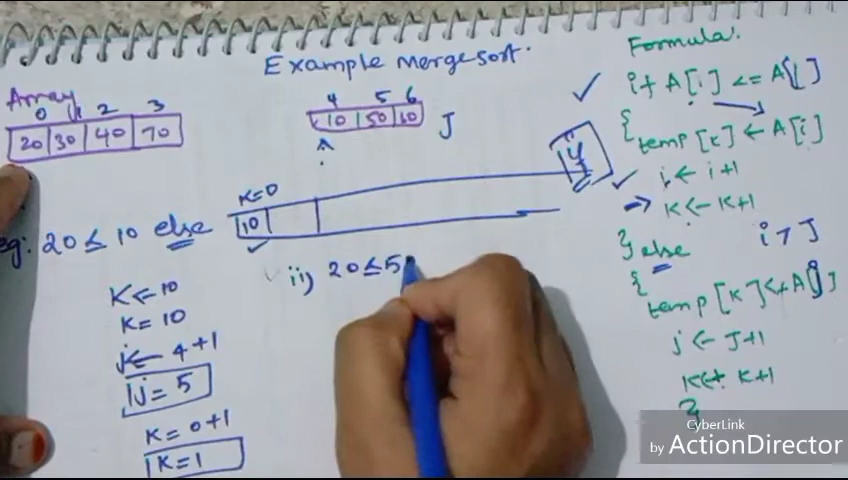 Example Mergesort.
Array
0 1 2 3
20 30 40 70
4 5 6
10 50 60
J
K=0
10
eg: 20 ≤ 10 else
K ← 10
K = 10
j ← 4+1
j = 5
K = 0+1
K = 1
ii) 20 ≤ 5
Formula:
if A[i] <= A[j]
{
temp [k] ← A[i]
i ← i+1
→ K ← K+1
} else i > J
{
temp [K] ← A[j]
j ← J+1
K ← K+1
}
CyberLink
by ActionDirector